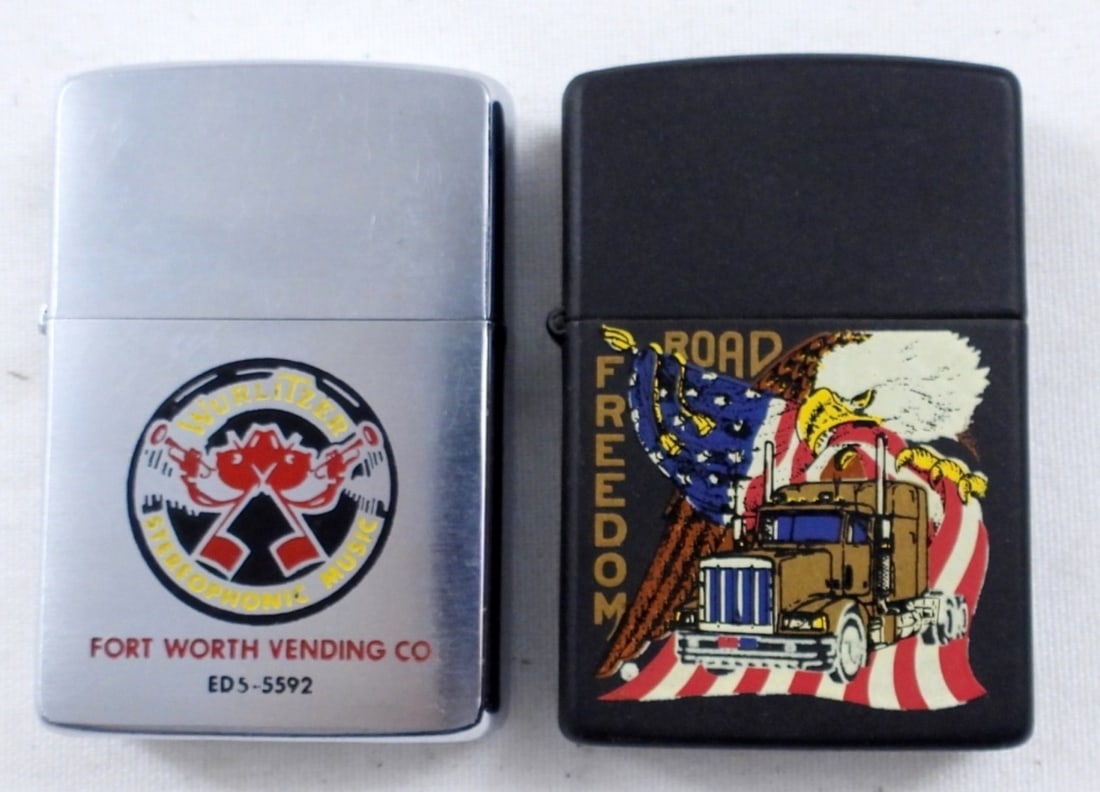 WURLITZER
STEREOPHONIC MUSIC
FORT WORTH VENDING CO.
ED5-5592
ROAD
FREEDOM